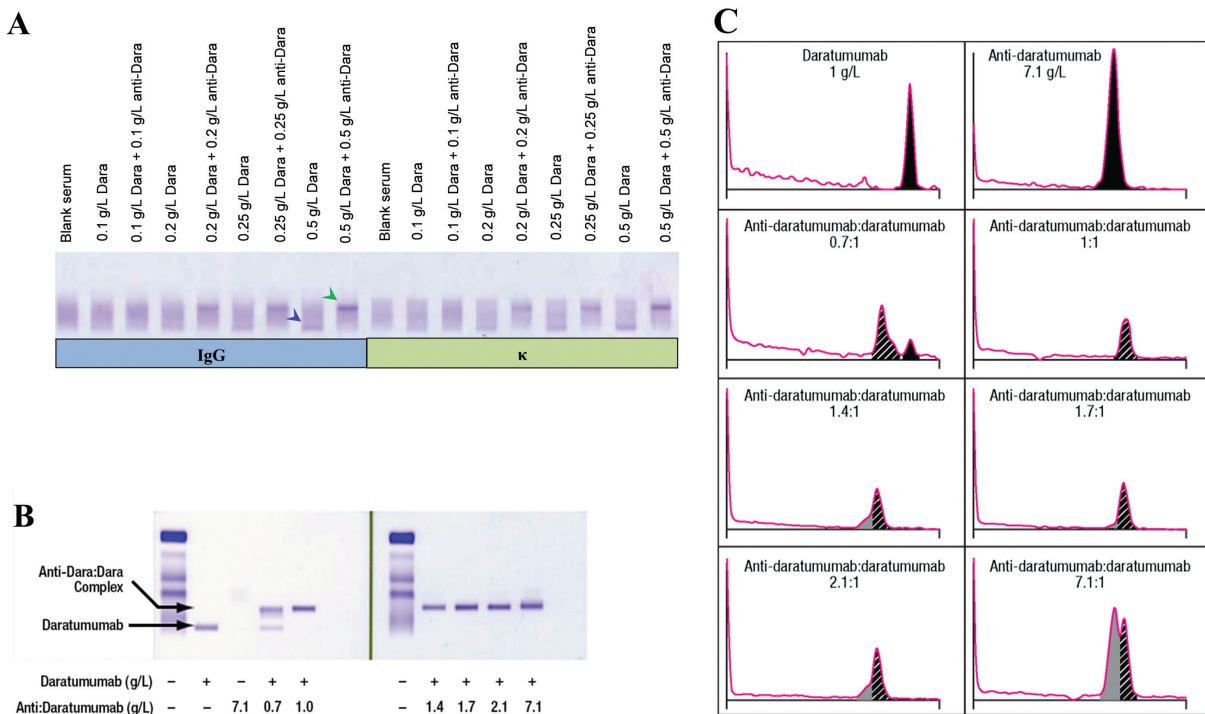 A
Blank serum
0.1 g/L Dara
0.1 g/L Dara + 0.1 g/L anti-Dara
0.2 g/L Dara
0.2 g/L Dara + 0.2 g/L anti-Dara
0.25 g/L Dara
0.25 g/L Dara + 0.25 g/L anti-Dara
0.5 g/L Dara
0.5 g/L Dara + 0.5 g/L anti-Dara
Blank serum
0.1 g/L Dara
0.1 g/L Dara + 0.1 g/L anti-Dara
0.2 g/L Dara
0.2 g/L Dara + 0.2 g/L anti-Dara
0.25 g/L Dara
0.25 g/L Dara + 0.25 g/L anti-Dara
0.5 g/L Dara
0.5 g/L Dara + 0.5 g/L anti-Dara
IgG κ
B
Anti-Dara:Dara
Complex
Daratumumab
Daratumumab (g/L) – + – + + – + + + +
Anti:Daratumumab (g/L) – – 7.1 0.7 1.0 – 1.4 1.7 2.1 7.1
C
Daratumumab
1 g/L
Anti-daratumumab
7.1 g/L
Anti-daratumumab:daratumumab
0.7:1
Anti-daratumumab:daratumumab
1:1
Anti-daratumumab:daratumumab
1.4:1
Anti-daratumumab:daratumumab
1.7:1
Anti-daratumumab:daratumumab
2.1:1
Anti-daratumumab:daratumumab
7.1:1